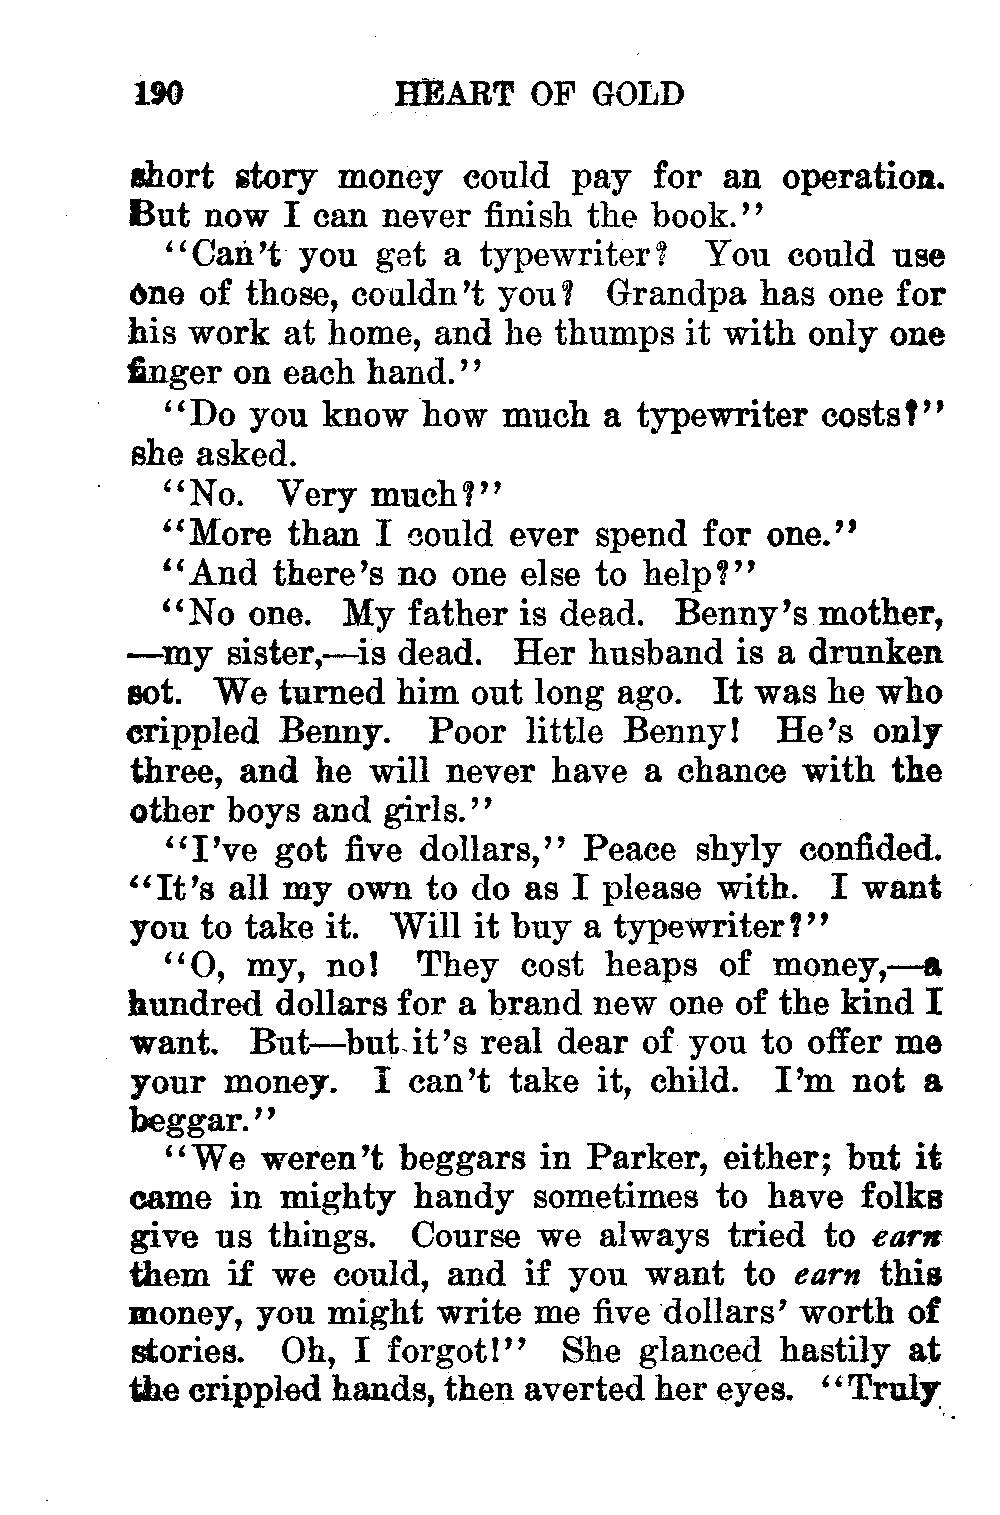 190 HEART OF GOLD
short story money could pay for an operation.
But now I can never finish the book."
"Can't you get a typewriter? You could use
one of those, couldn't you? Grandpa has one for
his work at home, and he thumps it with only one
finger on each hand."
"Do you know how much a typewriter costs?"
she asked.
"No. Very much?"
"More than I could ever spend for one."
"And there's no one else to help?"
"No one. My father is dead. Benny's mother,
—my sister,—is dead. Her husband is a drunken
sot. We turned him out long ago. It was he who
crippled Benny. Poor little Benny! He's only
three, and he will never have a chance with the
other boys and girls."
"I've got five dollars," Peace shyly confided.
"It's all my own to do as I please with. I want
you to take it. Will it buy a typewriter?"
"O, my, no! They cost heaps of money,—a
hundred dollars for a brand new one of the kind I
want. But—but it's real dear of you to offer me
your money. I can't take it, child. I'm not a
beggar."
"We weren't beggars in Parker, either; but it
came in mighty handy sometimes to have folks
give us things. Course we always tried to earn
them if we could, and if you want to earn this
money, you might write me five dollars' worth of
stories. Oh, I forgot!" She glanced hastily at
the crippled hands, then averted her eyes. "Truly